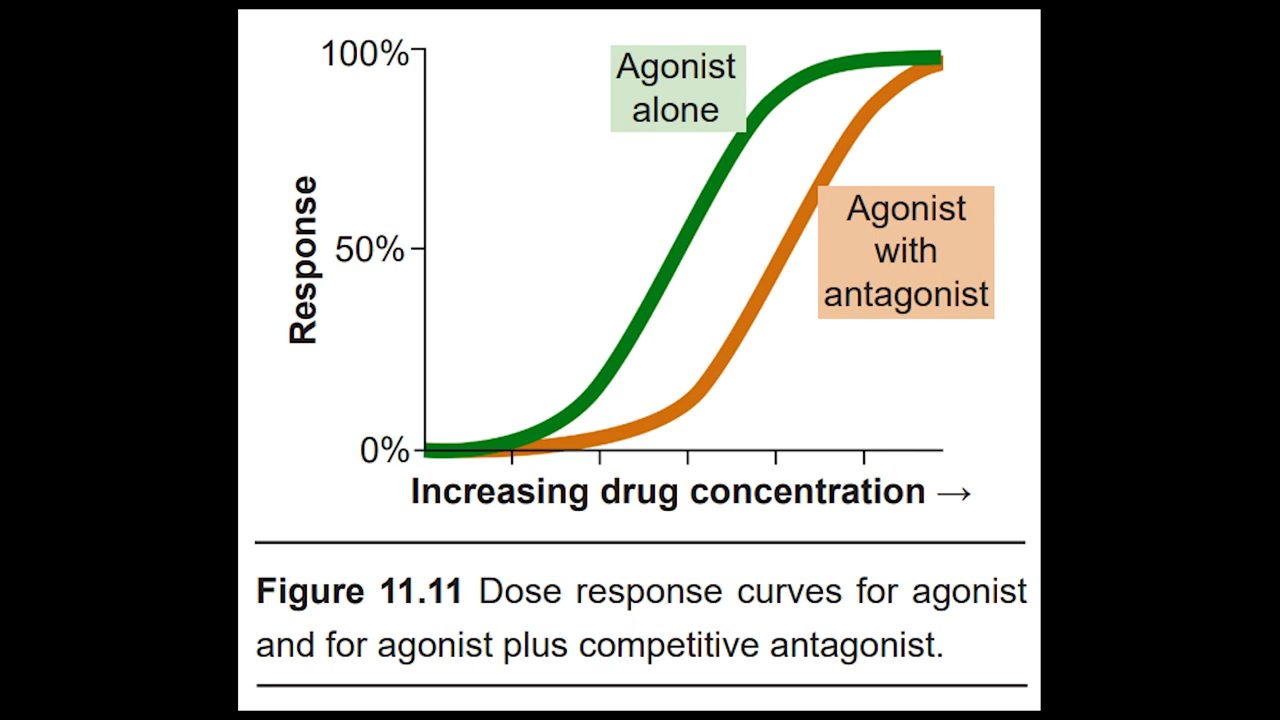 100%
Agonist
alone
Response
50%
Agonist
with
antagonist
0%
Increasing drug concentration →
Figure 11.11 Dose response curves for agonist
and for agonist plus competitive antagonist.